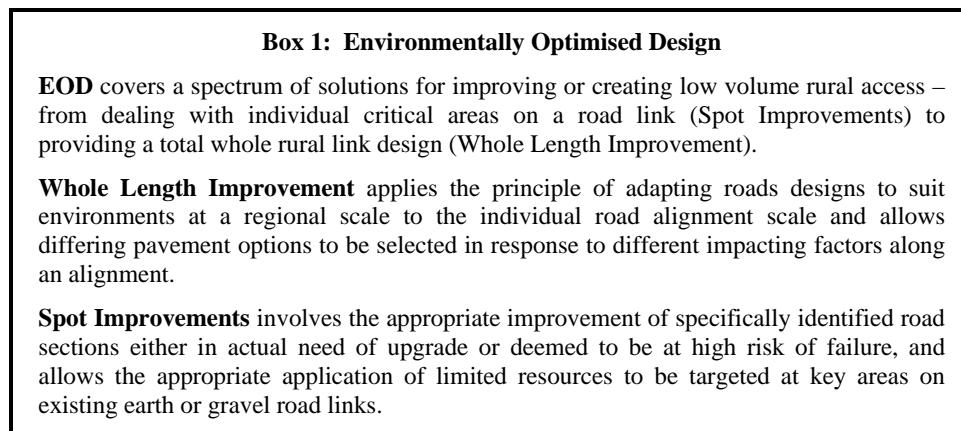 Box 1: Environmentally Optimised Design
EOD covers a spectrum of solutions for improving or creating low volume rural access –
from dealing with individual critical areas on a road link (Spot Improvements) to
providing a total whole rural link design (Whole Length Improvement).
Whole Length Improvement applies the principle of adapting roads designs to suit
environments at a regional scale to the individual road alignment scale and allows
differing pavement options to be selected in response to different impacting factors along
an alignment.
Spot Improvements involves the appropriate improvement of specifically identified road
sections either in actual need of upgrade or deemed to be at high risk of failure, and
allows the appropriate application of limited resources to be targeted at key areas on
existing earth or gravel road links.